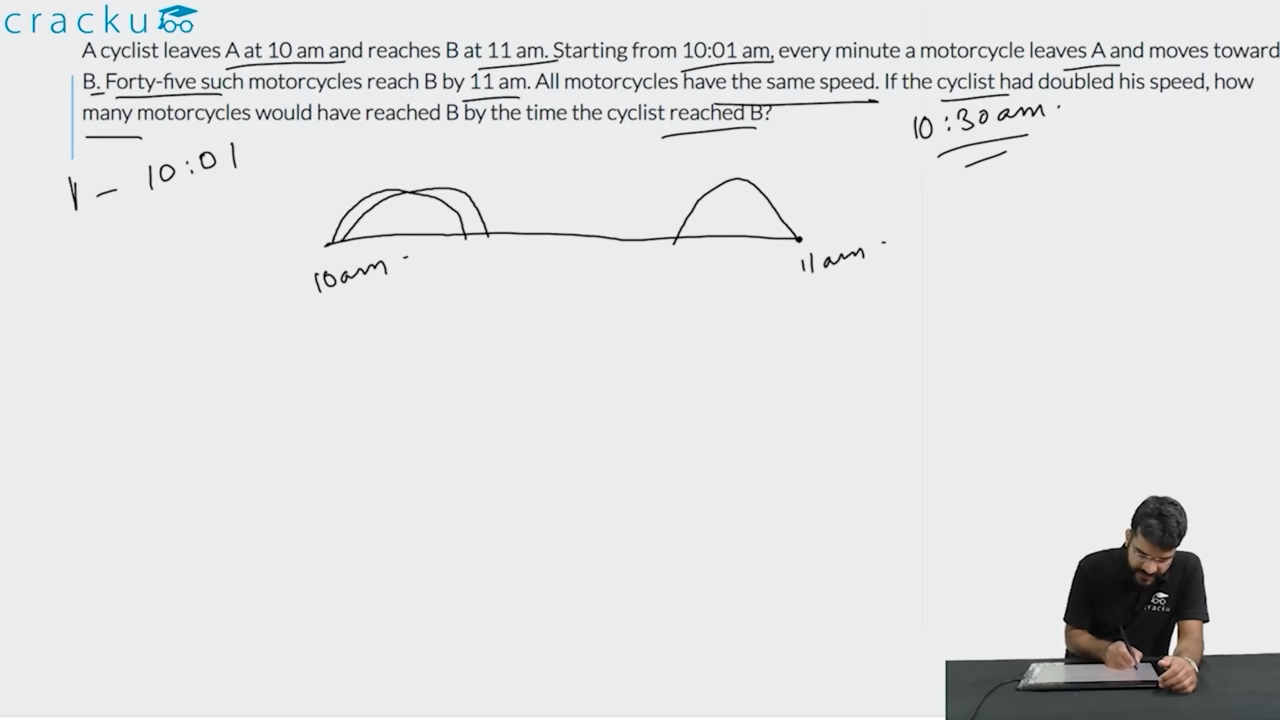 cracku
A cyclist leaves A at 10 am and reaches B at 11 am. Starting from 10:01 am, every minute a motorcycle leaves A and moves toward
B. Forty-five such motorcycles reach B by 11 am. All motorcycles have the same speed. If the cyclist had doubled his speed, how
many motorcycles would have reached B by the time the cyclist reached B?
10:30am.
1 - 10:01
10am
11am
cracku